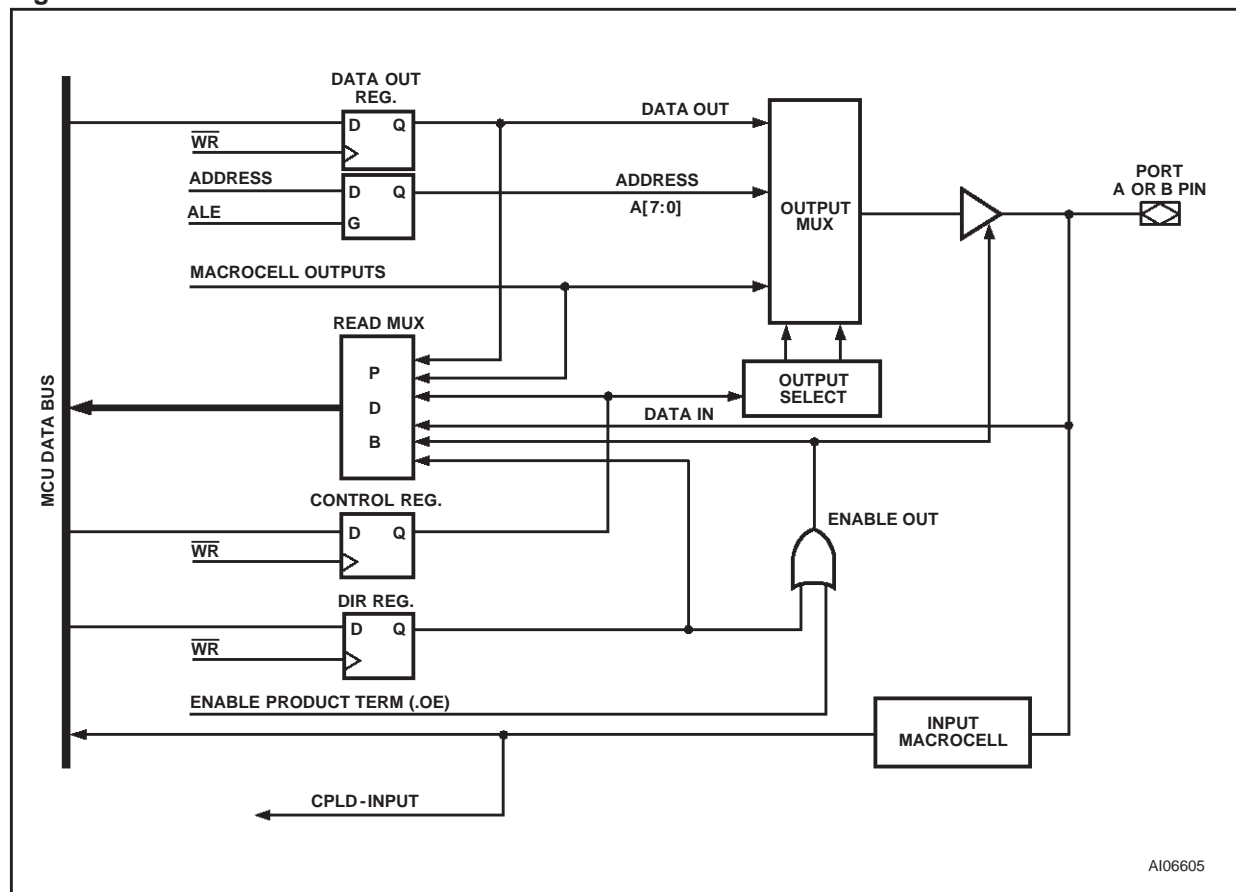 DATA OUT
REG.
D Q
WR
DATA OUT
ADDRESS
D Q
ALE
G
ADDRESS
A[7:0]
OUTPUT
MUX
PORT
A OR B PIN
MACROCELL OUTPUTS
READ MUX
P
D
B
OUTPUT
SELECT
DATA IN
MCU DATA BUS
CONTROL REG.
D Q
WR
ENABLE OUT
DIR REG.
D Q
WR
ENABLE PRODUCT TERM (.OE)
INPUT
MACROCELL
CPLD-INPUT
AI06605